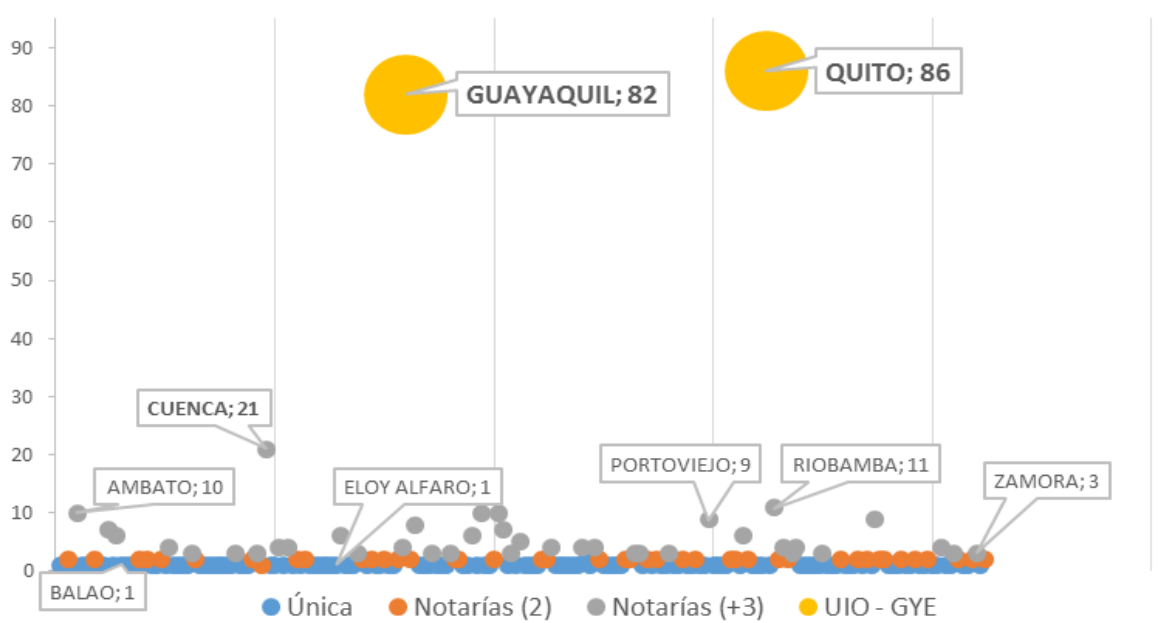 90
GUAYAQUIL; 82
QUITO; 86
80
70
60
50
40
30
CUENCA; 21
20
AMBATO; 10
ELOY ALFARO; 1
PORTOVIEJO; 9
RIOBAMBA; 11
ZAMORA; 3
10
0
BALAO; 1
Única
Notarías (2)
Notarías (+3)
UIO - GYE